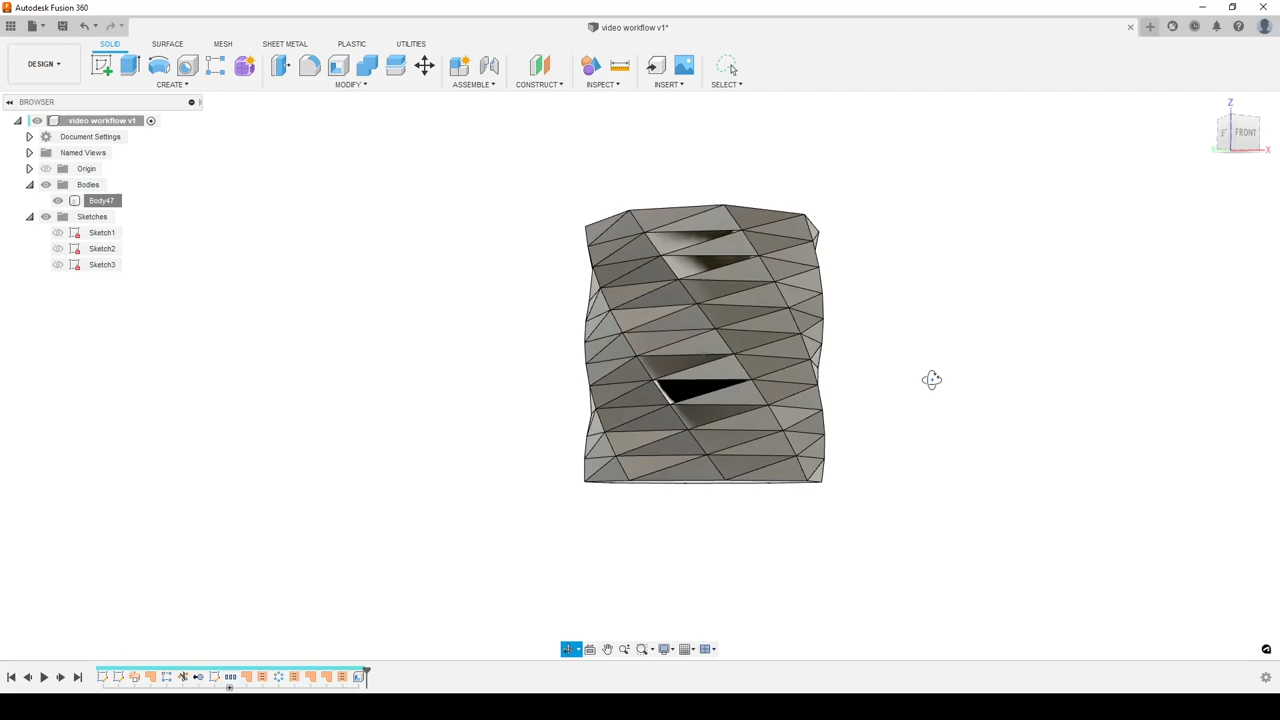 Autodesk Fusion 360
video workflow v1*
DESIGN
SOLID SURFACE MESH SHEET METAL PLASTIC UTILITIES
CREATE MODIFY ASSEMBLE CONSTRUCT INSPECT INSERT SELECT
BROWSER
video workflow v1
Document Settings
Named Views
Origin
Bodies
Body47
Sketches
Sketch1
Sketch2
Sketch3
Z
FRONT
X